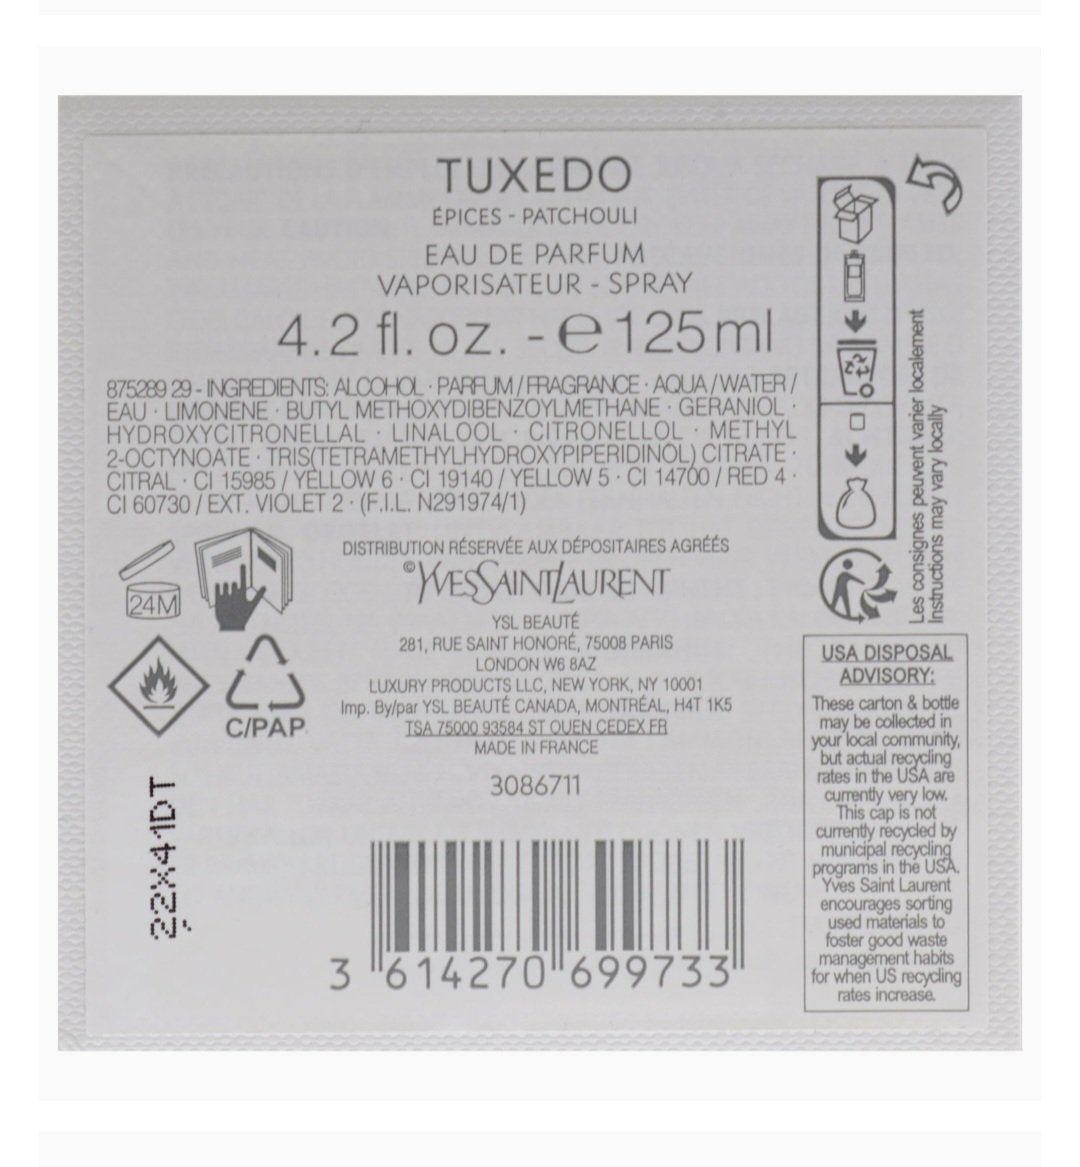 TUXEDO
ÉPICES - PATCHOULI
EAU DE PARFUM
VAPORISATEUR - SPRAY
4.2 fl. oz. - e 125 ml
875289 29 - INGREDIENTS: ALCOHOL · PARFUM / FRAGRANCE · AQUA / WATER /
EAU · LIMONENE · BUTYL METHOXYDIBENZOYLMETHANE · GERANIOL ·
HYDROXYCITRONELLAL · LINALOOL · CITRONELLOL · METHYL
2-OCTYNOATE · TRIS(TETRAMETHYLHYDROXYPIPERIDINOL) CITRATE ·
CITRAL · CI 15985 / YELLOW 6 · CI 19140 / YELLOW 5 · CI 14700 / RED 4 ·
CI 60730 / EXT. VIOLET 2 · (F.I.L. N291974/1)
DISTRIBUTION RÉSERVÉE AUX DÉPOSITAIRES AGRÉÉS
©YVESSAINTLAURENT
YSL BEAUTÉ
281, RUE SAINT HONORÉ, 75008 PARIS
LONDON W6 8AZ
LUXURY PRODUCTS LLC, NEW YORK, NY 10001
Imp. By/par YSL BEAUTÉ CANADA, MONTRÉAL, H4T 1K5
TSA 75000 93584 ST OUEN CEDEX FR
MADE IN FRANCE
3086711
24M
C/PAP
22X41DT
3 614270 699733
Les consignes peuvent varier localement
Instructions may vary locally
USA DISPOSAL
ADVISORY:
These carton & bottle
may be collected in
your local community,
but actual recycling
rates in the USA are
currently very low.
This cap is not
currently recycled by
municipal recycling
programs in the USA.
Yves Saint Laurent
encourages sorting
used materials to
foster good waste
management habits
for when US recycling
rates increase.